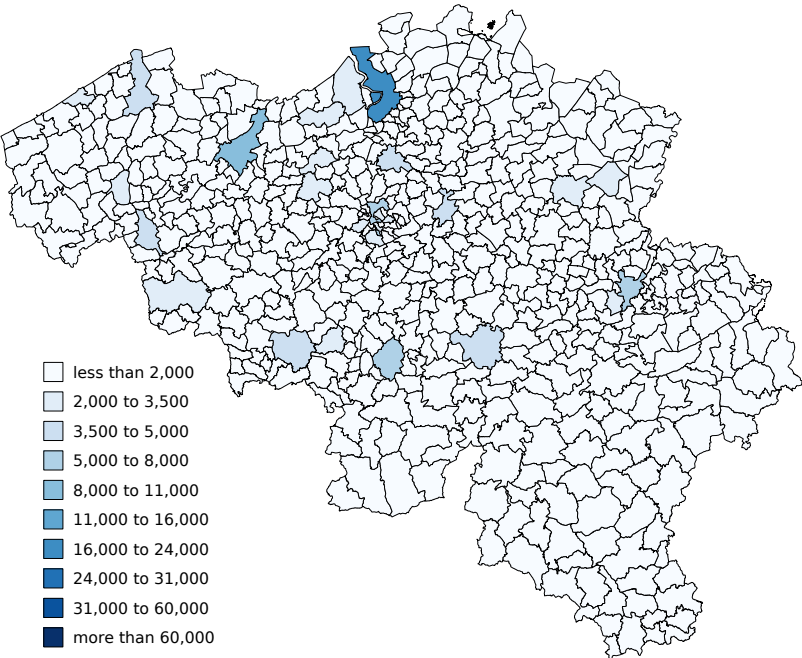 less than 2,000
2,000 to 3,500
3,500 to 5,000
5,000 to 8,000
8,000 to 11,000
11,000 to 16,000
16,000 to 24,000
24,000 to 31,000
31,000 to 60,000
more than 60,000